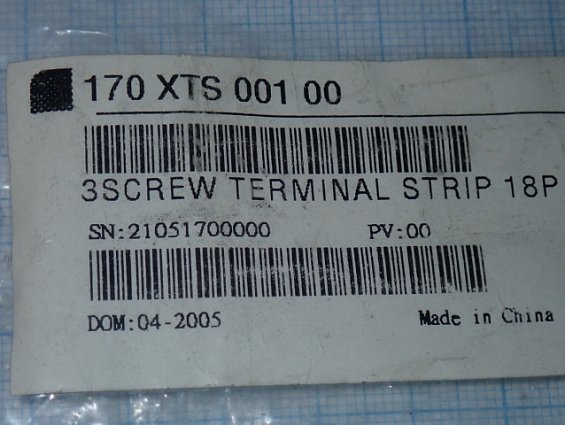 170 XTS 001 00
3SCREW TERMINAL STRIP 18P
SN:21051700000 PV:00
DOM:04-2005 Made in China